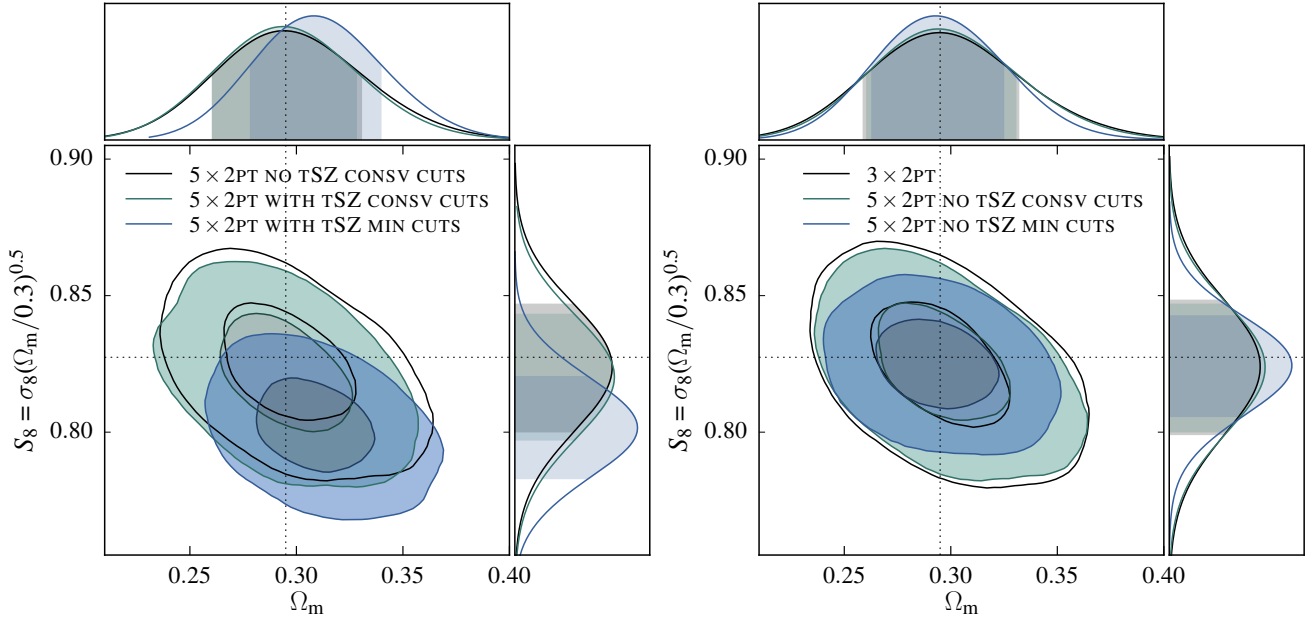 0.90
0.85
0.80
S₈ = σ₈(Ωₘ/0.3)^0.5
5 × 2PT NO TSZ CONSV CUTS
5 × 2PT WITH TSZ CONSV CUTS
5 × 2PT WITH TSZ MIN CUTS
0.25
0.30
0.35
0.40
Ωₘ
0.90
0.85
0.80
S₈ = σ₈(Ωₘ/0.3)^0.5
3 × 2PT
5 × 2PT NO TSZ CONSV CUTS
5 × 2PT NO TSZ MIN CUTS
0.25
0.30
0.35
0.40
Ωₘ